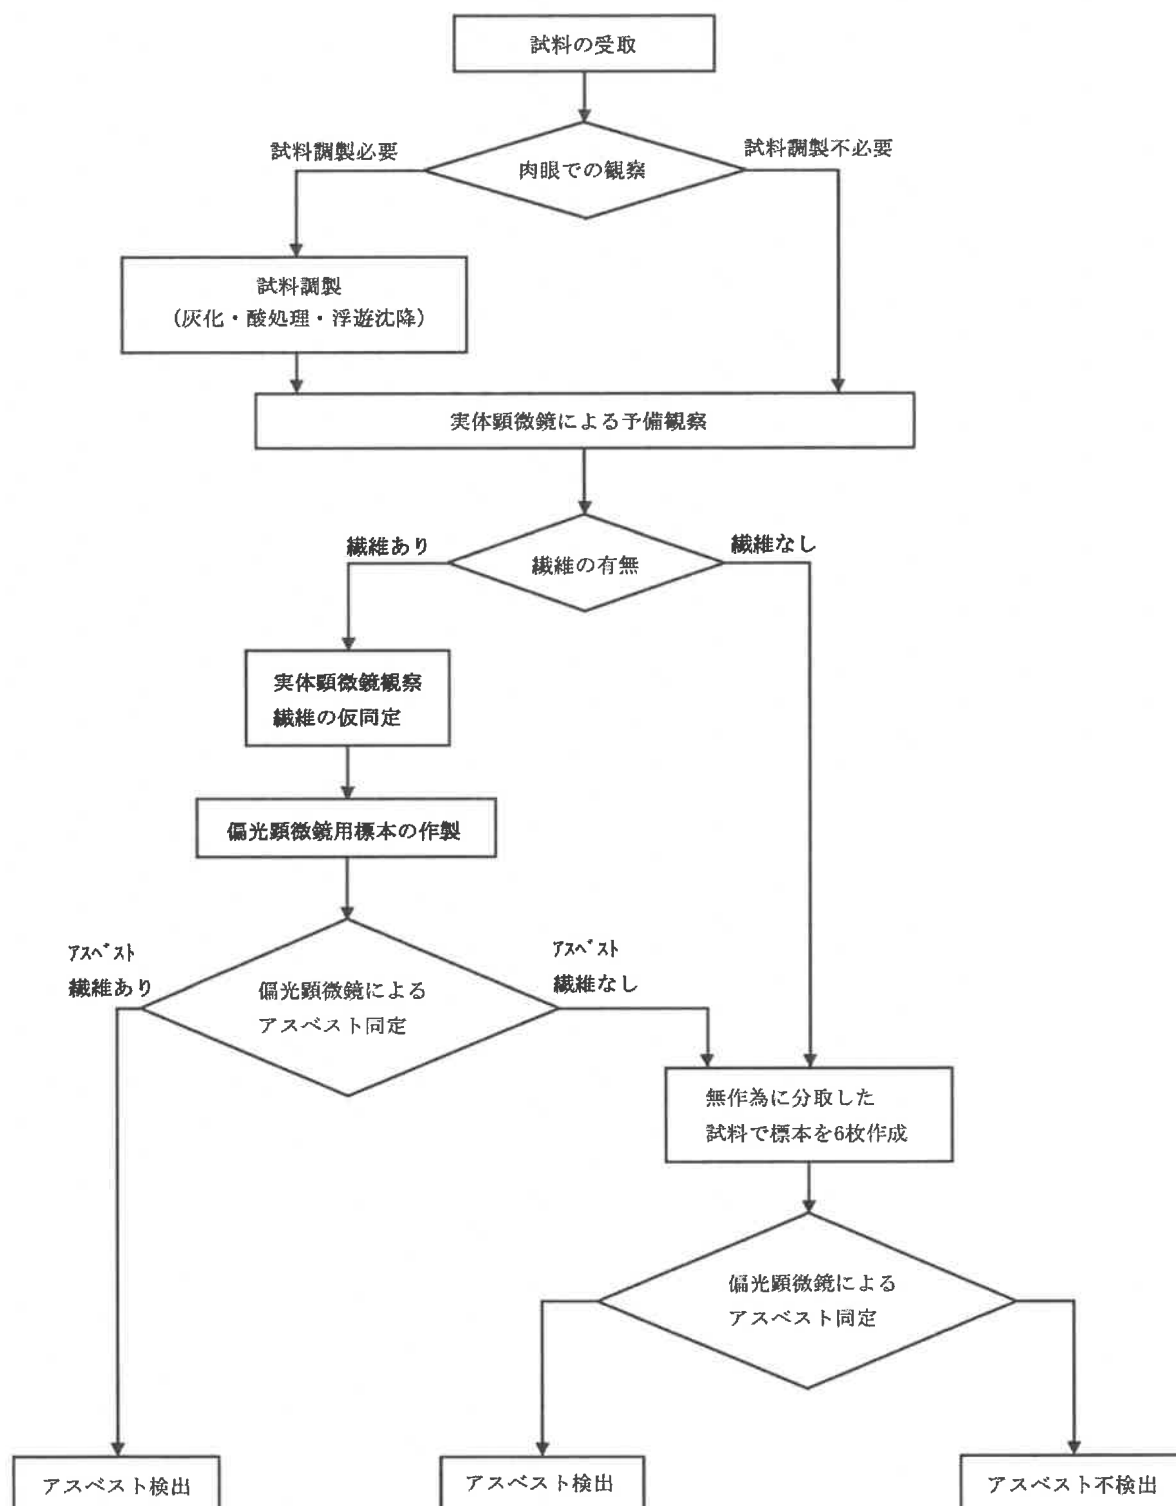 試料の受取
試料調製必要
肉眼での観察
試料調製不必要
試料調製
(灰化・酸処理・浮遊沈降)
実体顕微鏡による予備観察
繊維あり
繊維の有無
繊維なし
実体顕微鏡観察
繊維の仮同定
偏光顕微鏡用標本の作製
アスベスト
繊維あり
偏光顕微鏡による
アスベスト同定
アスベスト
繊維なし
無作為に分取した
試料で標本を6枚作成
偏光顕微鏡による
アスベスト同定
アスベスト検出
アスベスト検出
アスベスト不検出